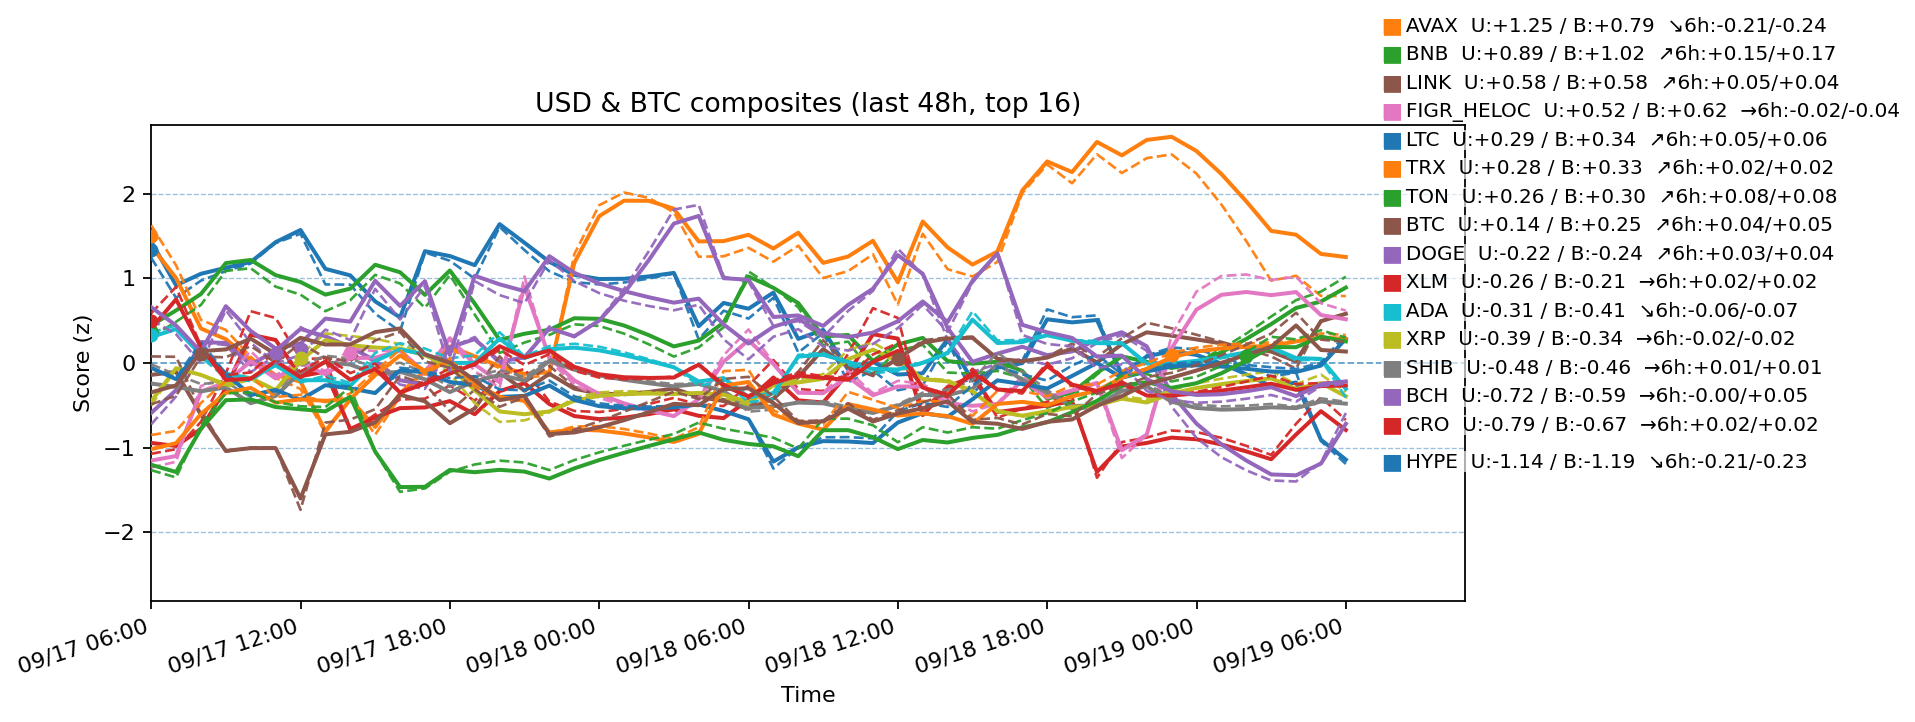 AVAX  U:+1.25 / B:+0.79  ↘6h:-0.21/-0.24
BNB  U:+0.89 / B:+1.02  ↗6h:+0.15/+0.17
LINK  U:+0.58 / B:+0.58  ↗6h:+0.05/+0.04
FIGR_HELOC  U:+0.52 / B:+0.62  →6h:-0.02/-0.04
LTC  U:+0.29 / B:+0.34  ↗6h:+0.05/+0.06
TRX  U:+0.28 / B:+0.33  ↗6h:+0.02/+0.02
TON  U:+0.26 / B:+0.30  ↗6h:+0.08/+0.08
BTC  U:+0.14 / B:+0.25  ↗6h:+0.04/+0.05
DOGE  U:-0.22 / B:-0.24  ↗6h:+0.03/+0.04
XLM  U:-0.26 / B:-0.21  →6h:+0.02/+0.02
ADA  U:-0.31 / B:-0.41  ↘6h:-0.06/-0.07
XRP  U:-0.39 / B:-0.34  →6h:-0.02/-0.02
SHIB  U:-0.48 / B:-0.46  →6h:+0.01/+0.01
BCH  U:-0.72 / B:-0.59  →6h:-0.00/+0.05
CRO  U:-0.79 / B:-0.67  →6h:+0.02/+0.02
HYPE  U:-1.14 / B:-1.19  ↘6h:-0.21/-0.23
USD & BTC composites (last 48h, top 16)
Score (z)
2
1
0
−1
−2
09/17 06:00
09/17 12:00
09/17 18:00
09/18 00:00
09/18 06:00
09/18 12:00
09/18 18:00
09/19 00:00
09/19 06:00
Time